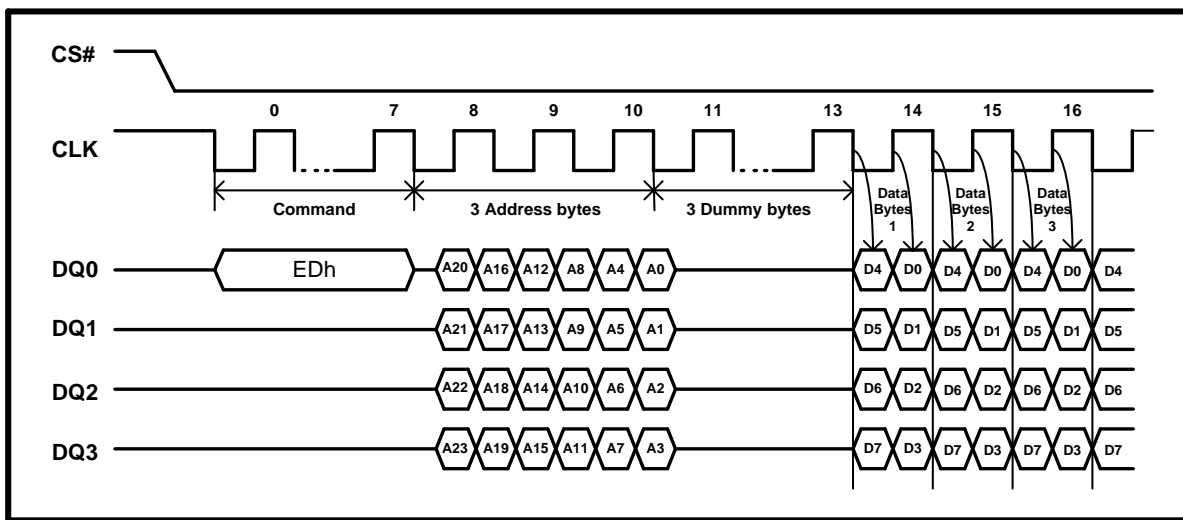 CS#
0 7 8 9 10 11 13 14 15 16
CLK
Command 3 Address bytes 3 Dummy bytes
Data Bytes 1
Data Bytes 2
Data Bytes 3
DQ0 EDh A20 A16 A12 A8 A4 A0 D4 D0 D4 D0 D4 D0 D4
DQ1 A21 A17 A13 A9 A5 A1 D5 D1 D5 D1 D5 D1 D5
DQ2 A22 A18 A14 A10 A6 A2 D6 D2 D6 D2 D6 D2 D6
DQ3 A23 A19 A15 A11 A7 A3 D7 D3 D7 D3 D7 D3 D7